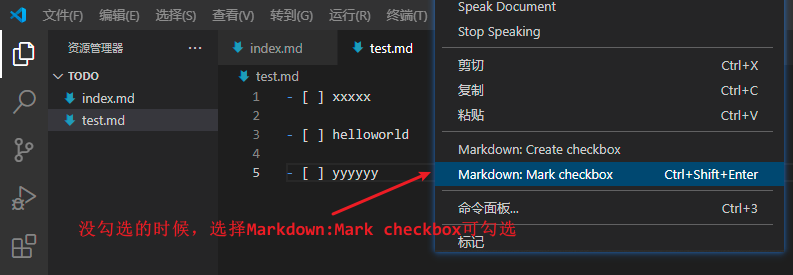 文件(F) 编辑(E) 选择(S) 查看(V) 转到(G) 运行(R) 终端(T)
资源管理器 ...
TODO
index.md
test.md
index.md test.md
test.md
1 - [ ] xxxxx
2
3 - [ ] helloworld
4
5 - [ ] yyyyyy
Speak Document
Stop Speaking
剪切 Ctrl+X
复制 Ctrl+C
粘贴 Ctrl+V
Markdown: Create checkbox
Markdown: Mark checkbox Ctrl+Shift+Enter
命令面板... Ctrl+3
标记
没勾选的时候，选择Markdown:Mark checkbox可勾选